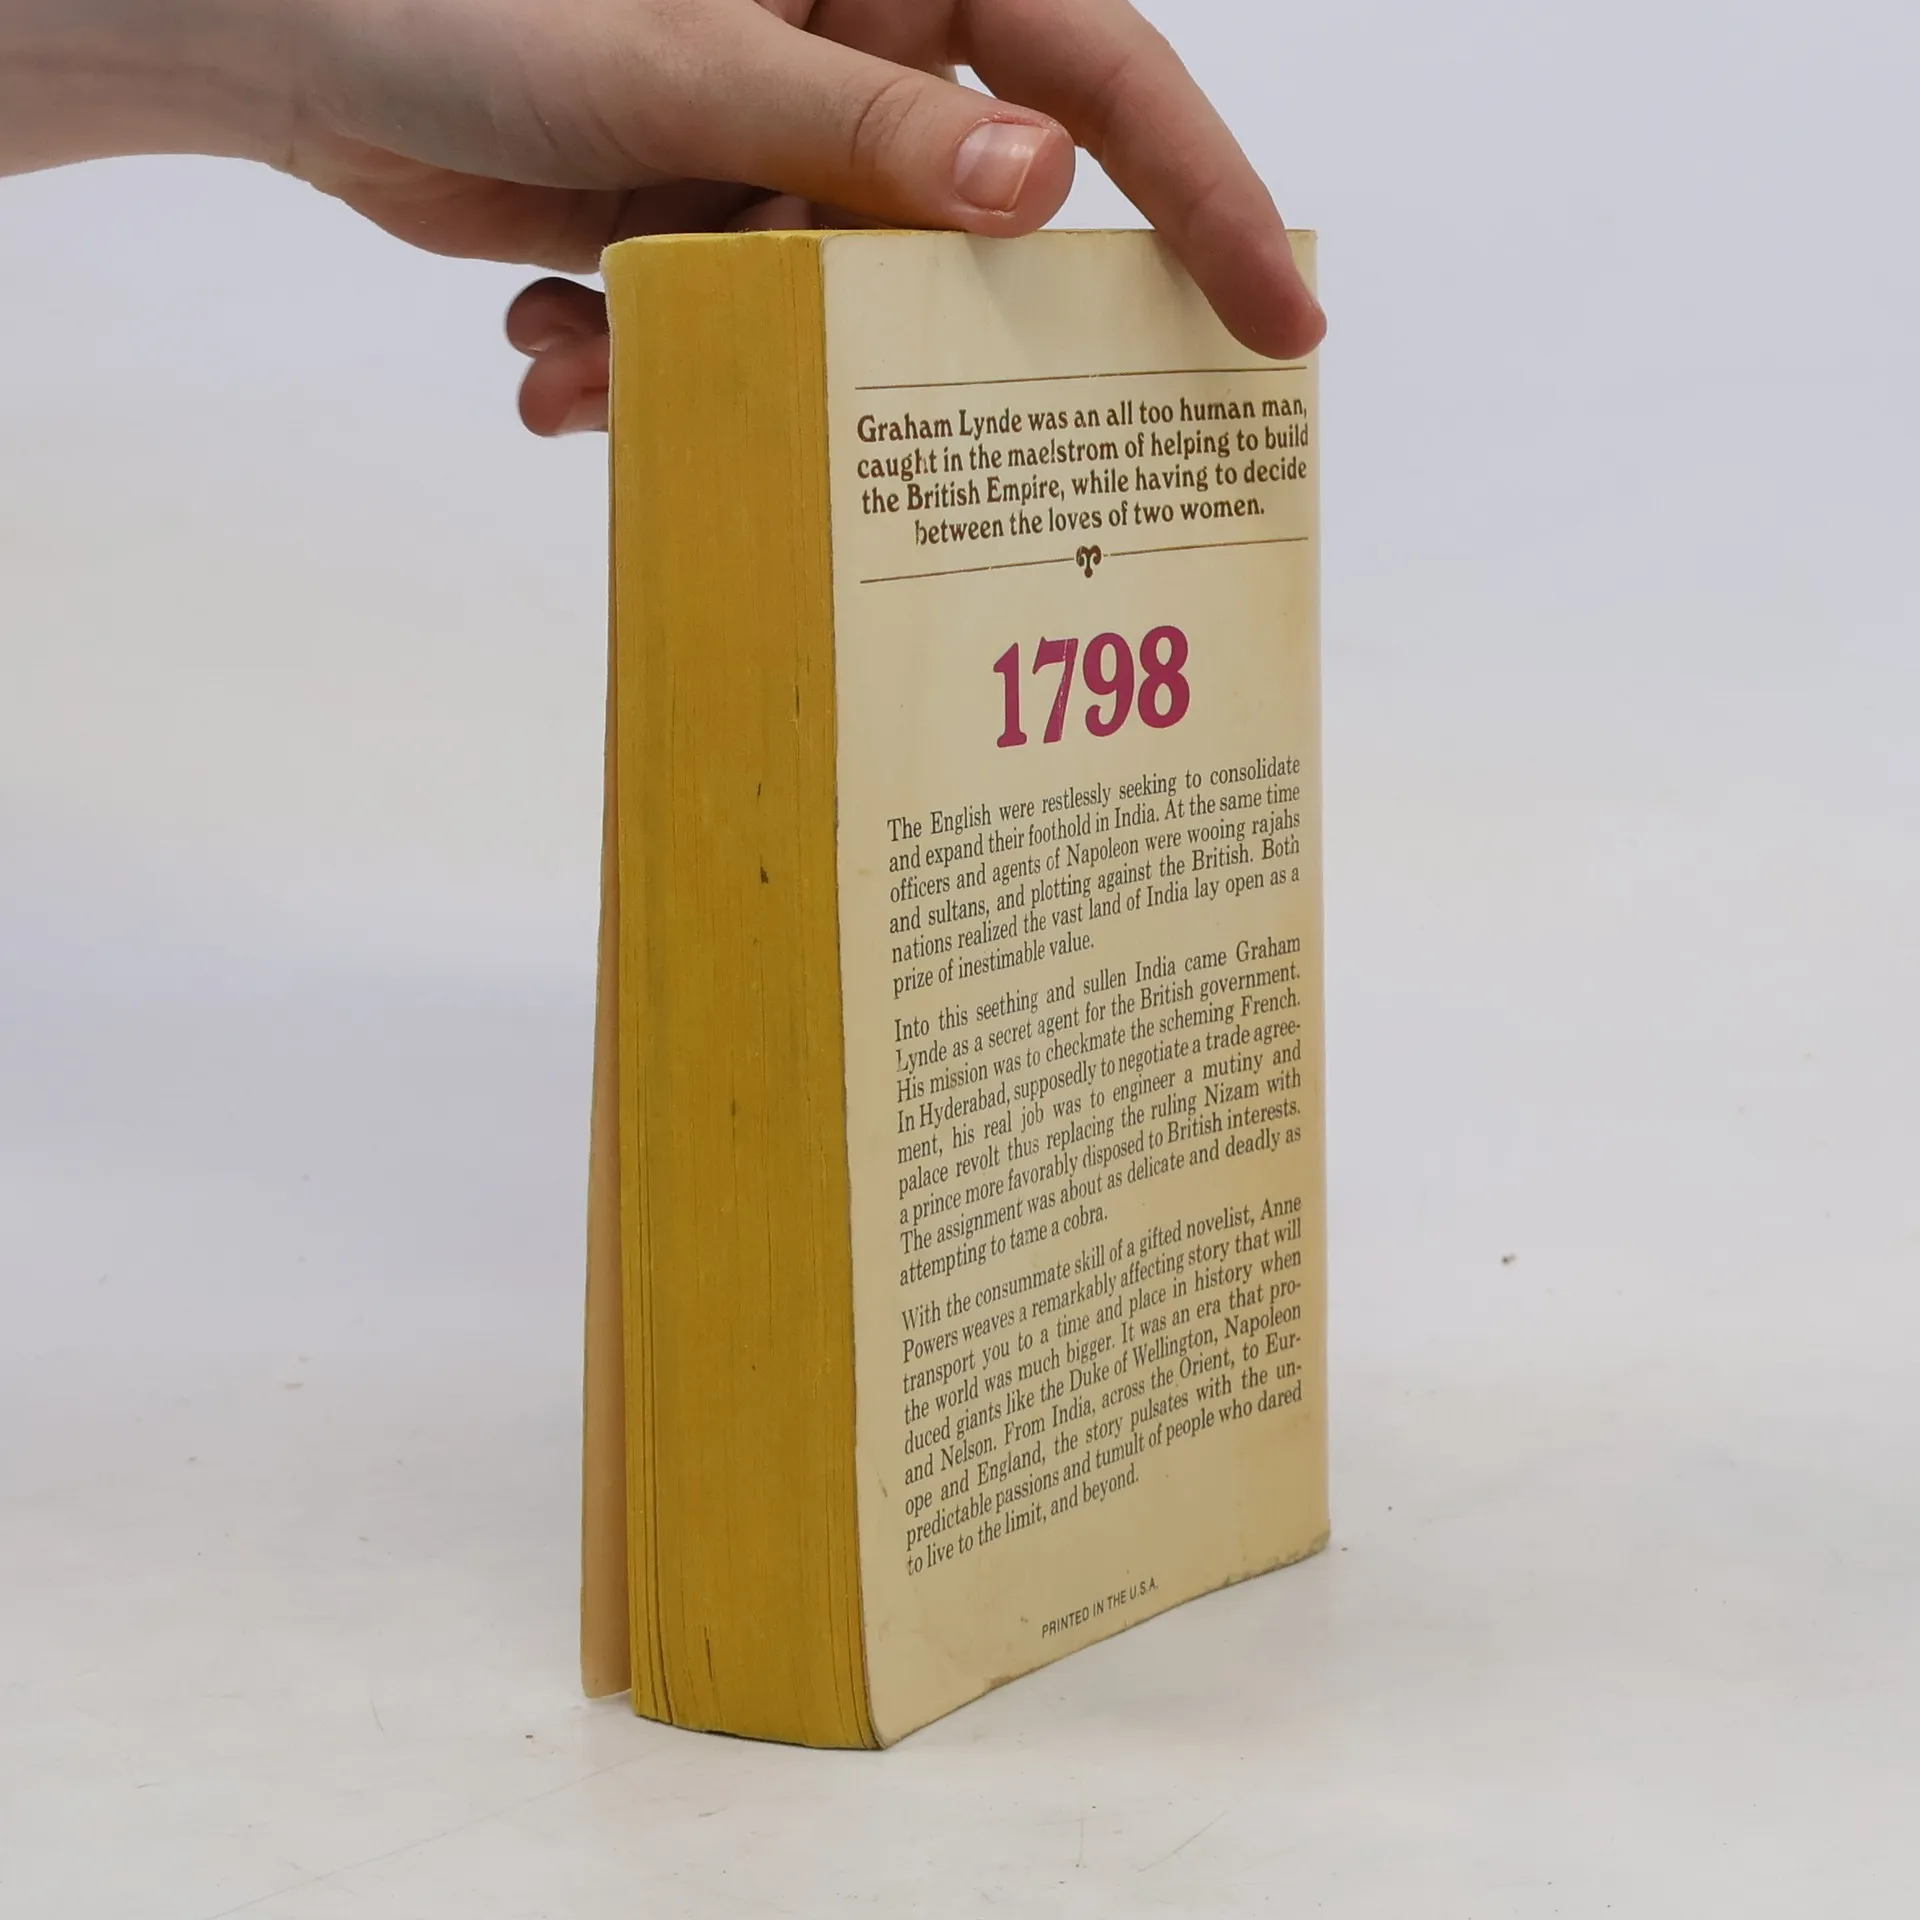 Graham Lynde was an all too human man,
caught in the maelstrom of helping to build
the British Empire, while having to decide
between the loves of two women.
1798
The English were restlessly seeking to consolidate
and expand their foothold in India. At the same time
officers and agents of Napoleon were wooing rajahs
and sultans, and plotting against the British. Both
nations realized the vast land of India lay open as a
prize of inestimable value.
Into this seething and sullen India came Graham
Lynde as a secret agent for the British government.
His mission was to checkmate the scheming French.
In Hyderabad, supposedly to negotiate a trade agree-
ment, his real job was to engineer a mutiny and
palace revolt thus replacing the ruling Nizam with
a prince more favorably disposed to British interests.
The assignment was about as delicate and deadly as
attempting to tame a cobra.
With the consummate skill of a gifted novelist, Anne
Powers weaves a remarkably affecting story that will
transport you to a time and place in history when
the world was much bigger. It was an era that pro-
duced giants like the Duke of Wellington, Napoleon
and Nelson. From India, across the Orient, to Eur-
ope and England, the story pulsates with the un-
predictable passions and tumult of people who dared
to live to the limit, and beyond.
PRINTED IN THE U.S.A.